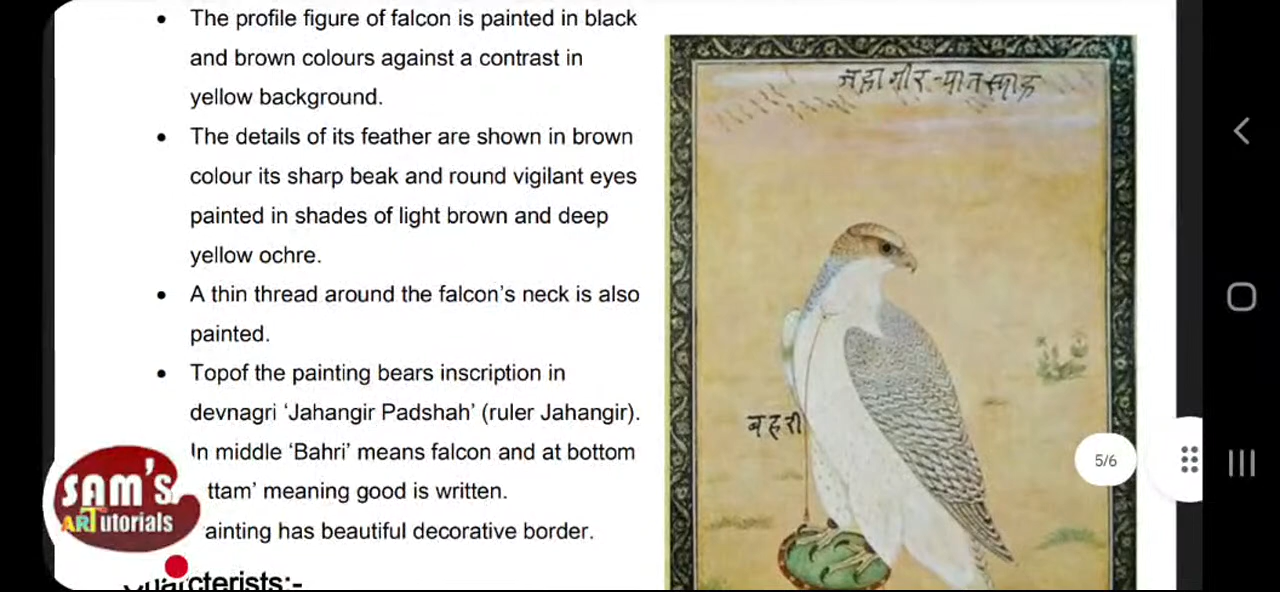 The profile figure of falcon is painted in black
and brown colours against a contrast in
yellow background.
The details of its feather are shown in brown
colour its sharp beak and round vigilant eyes
painted in shades of light brown and deep
yellow ochre.
A thin thread around the falcon's neck is also
painted.
Topof the painting bears inscription in
devnagri ‘Jahangir Padshah’ (ruler Jahangir).
In middle ‘Bahri’ means falcon and at bottom
ttam’ meaning good is written.
ainting has beautiful decorative border.
जहागीर-पातस्याह
बहरी
5/6
SAM'S
ARTutorials